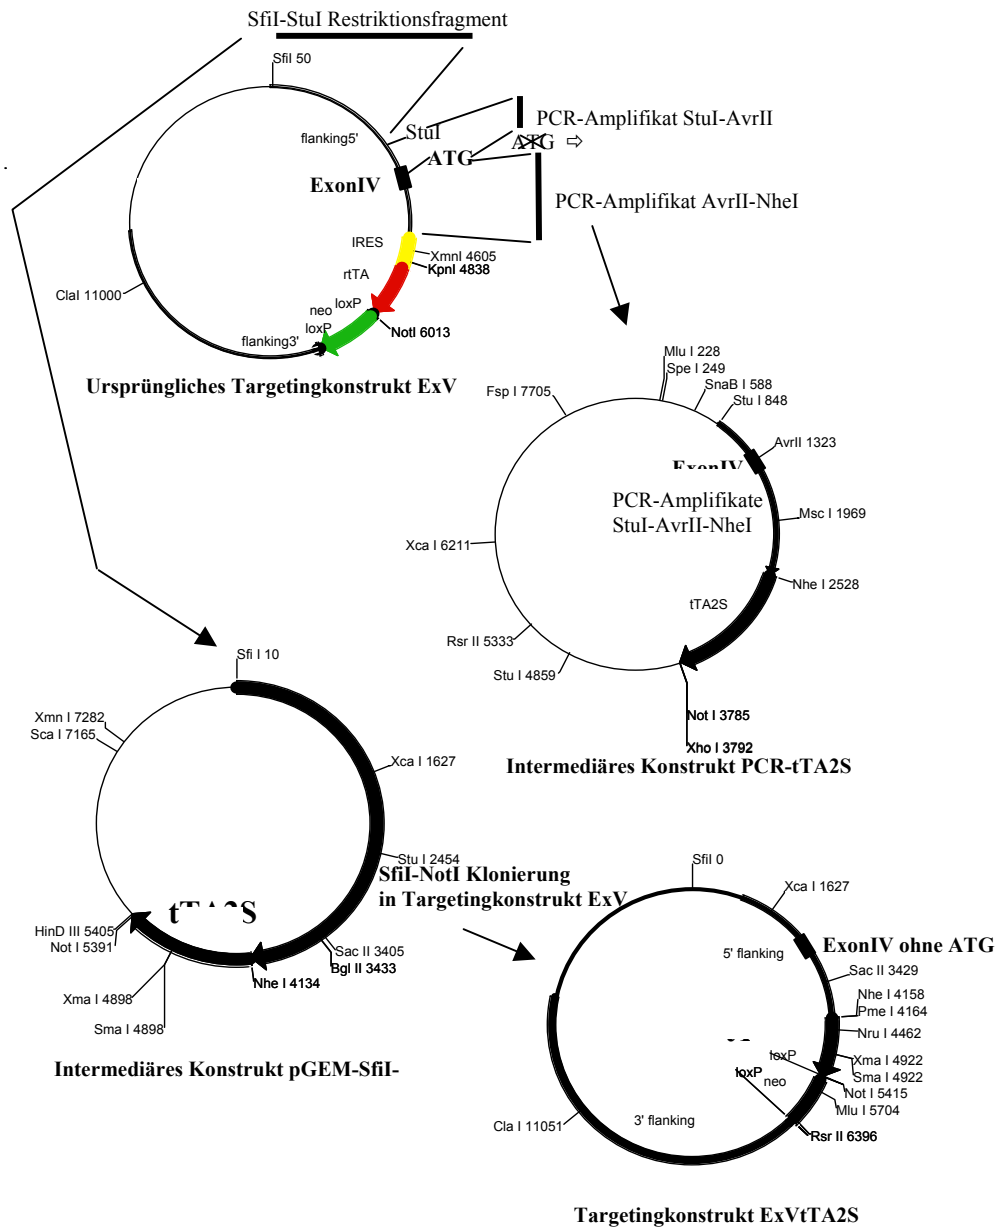 SfiI-StuI Restriktionsfragment
SfiI 50
flanking5'
StuI
PCR-Amplifikat StuI-AvrII
ATG ⇨
ATG
ExonIV
PCR-Amplifikat AvrII-NheI
IRES
XmnI 4605
KpnI 4838
rtTA
ClaI 11000
loxP
neo
loxP
NotI 6013
flanking3'
Ursprüngliches Targetingkonstrukt ExV
Mlu I 228
Spe I 249
SnaB I 588
Stu I 848
Fsp I 7705
AvrII 1323
ExonIV
PCR-Amplifikate
StuI-AvrII-NheI
Msc I 1969
Xca I 6211
Nhe I 2528
tTA2S
Rsr II 5333
Stu I 4859
Not I 3785
Xho I 3792
Intermediäres Konstrukt PCR-tTA2S
Sfi I 10
Xmn I 7282
Sca I 7165
Xca I 1627
Stu I 2454
tTA2S
HinD III 5405
Not I 5391
Sac II 3405
Bgl II 3433
Nhe I 4134
Xma I 4898
Sma I 4898
Intermediäres Konstrukt pGEM-SfiI-
SfiI-NotI Klonierung
in Targetingkonstrukt ExV
SfiI 0
Xca I 1627
5' flanking
ExonIV ohne ATG
Sac II 3429
Nhe I 4158
Pme I 4164
Nru I 4462
loxP
Xma I 4922
Sma I 4922
loxP
neo
Not I 5415
Mlu I 5704
Rsr II 6396
3' flanking
Cla I 11051
Targetingkonstrukt ExVtTA2S